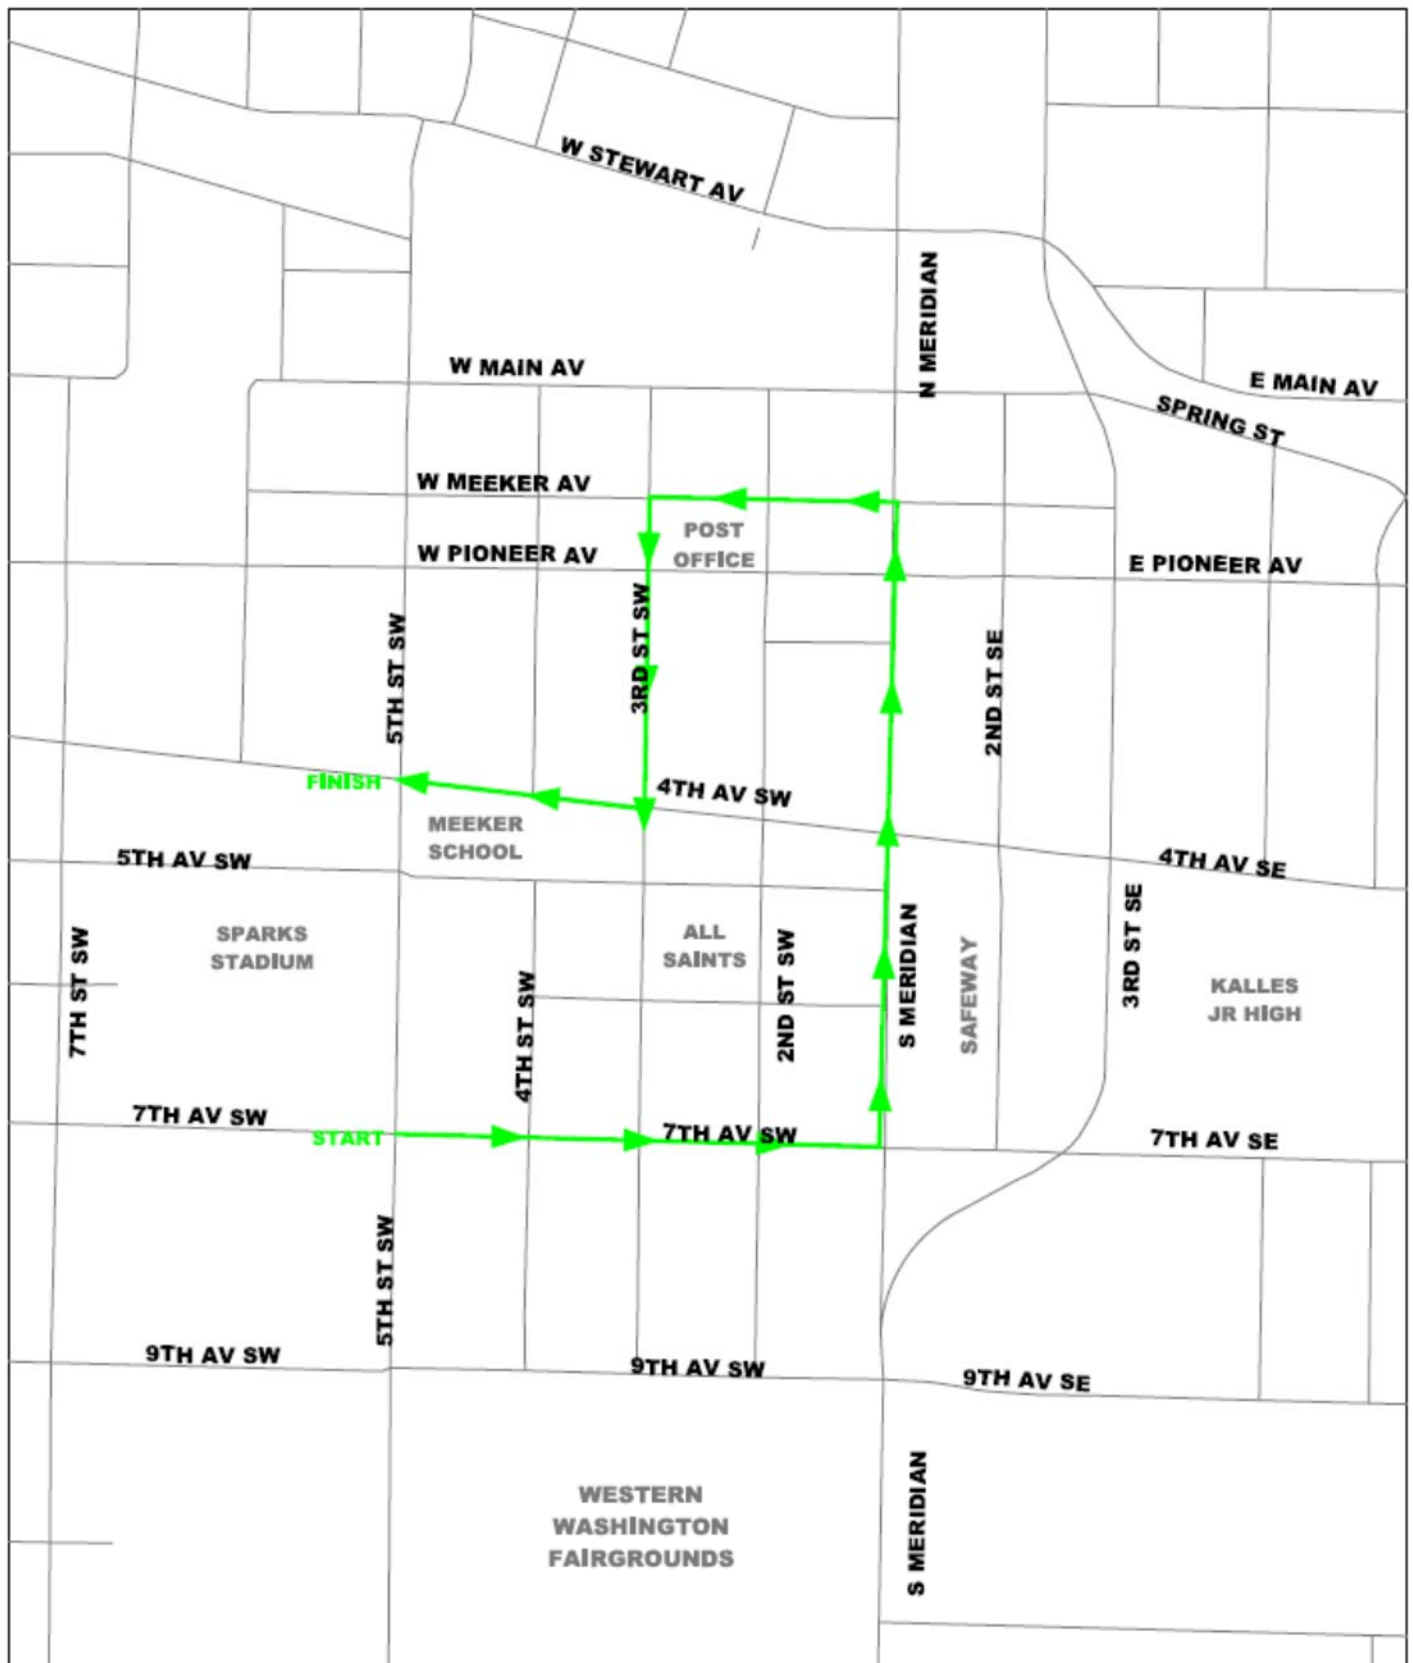 W STEWART AV
N MERIDIAN
W MAIN AV
E MAIN AV
SPRING ST
W MEEKER AV
POST
OFFICE
W PIONEER AV
E PIONEER AV
5TH ST SW
3RD ST SW
2ND ST SE
FINISH
4TH AV SW
MEEKER
SCHOOL
5TH AV SW
4TH AV SE
SPARKS
STADIUM
ALL
SAINTS
7TH ST SW
4TH ST SW
2ND ST SW
S MERIDIAN
SAFEWAY
3RD ST SE
KALLES
JR HIGH
7TH AV SW
START
7TH AV SW
7TH AV SE
5TH ST SW
9TH AV SW
9TH AV SW
9TH AV SE
WESTERN
WASHINGTON
FAIRGROUNDS
S MERIDIAN